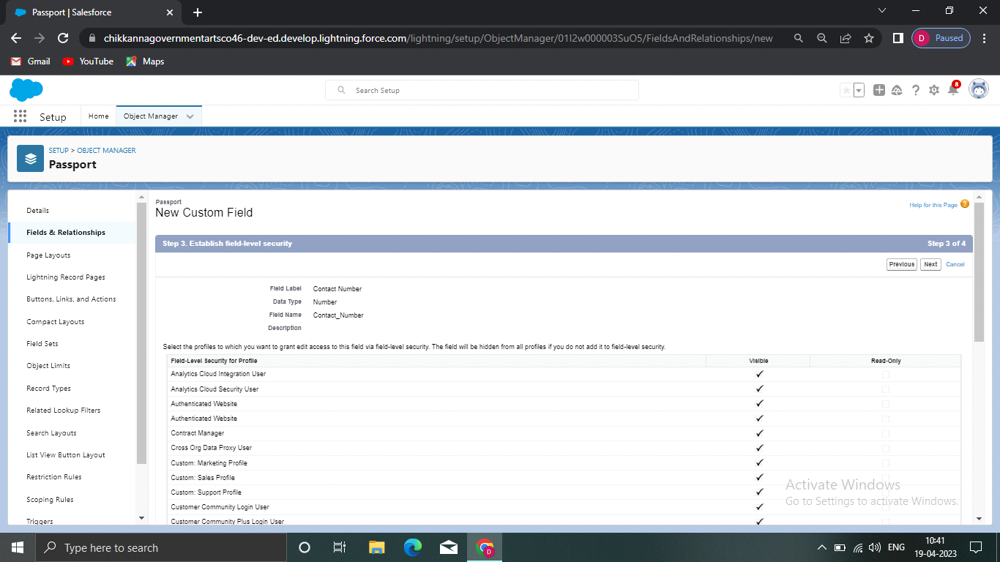 Passport | Salesforce
chikkannagovernmentartsco46-dev-ed.develop.lightning.force.com/lightning/setup/ObjectManager/01I2w000003SuO5/FieldsAndRelationships/new
D Paused
Gmail YouTube Maps
Search Setup
8
Setup Home Object Manager
SETUP > OBJECT MANAGER
Passport
Details
Fields & Relationships
Page Layouts
Lightning Record Pages
Buttons, Links, and Actions
Compact Layouts
Field Sets
Object Limits
Record Types
Related Lookup Filters
Search Layouts
List View Button Layout
Restriction Rules
Scoping Rules
Triggers
Passport
New Custom Field
Help for this Page ?
Step 3. Establish field-level security Step 3 of 4
Previous Next Cancel
Field Label Contact Number
Data Type Number
Field Name Contact_Number
Description
Select the profiles to which you want to grant edit access to this field via field-level security. The field will be hidden from all profiles if you do not add it to field-level security.
Field-Level Security for Profile Visible Read-Only
Analytics Cloud Integration User
Analytics Cloud Security User
Authenticated Website
Authenticated Website
Contract Manager
Cross Org Data Proxy User
Custom: Marketing Profile
Custom: Sales Profile
Custom: Support Profile
Customer Community Login User
Customer Community Plus Login User
Activate Windows
Go to Settings to activate Windows.
Type here to search
D
ENG
10:41
19-04-2023